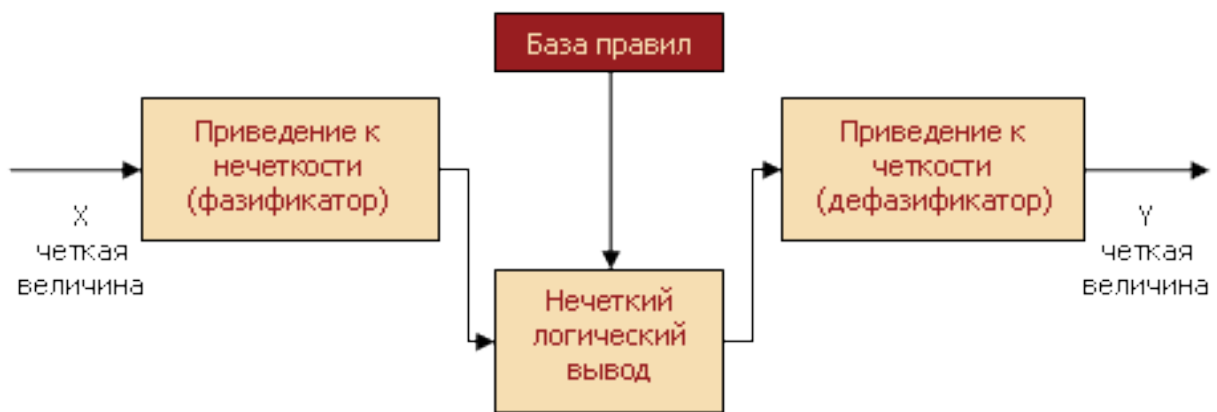 База правил
Приведение к
нечеткости
(фазификатор)
Приведение к
четкости
(дефазификатор)
X
четкая
величина
Y
четкая
величина
Нечеткий
логический
вывод